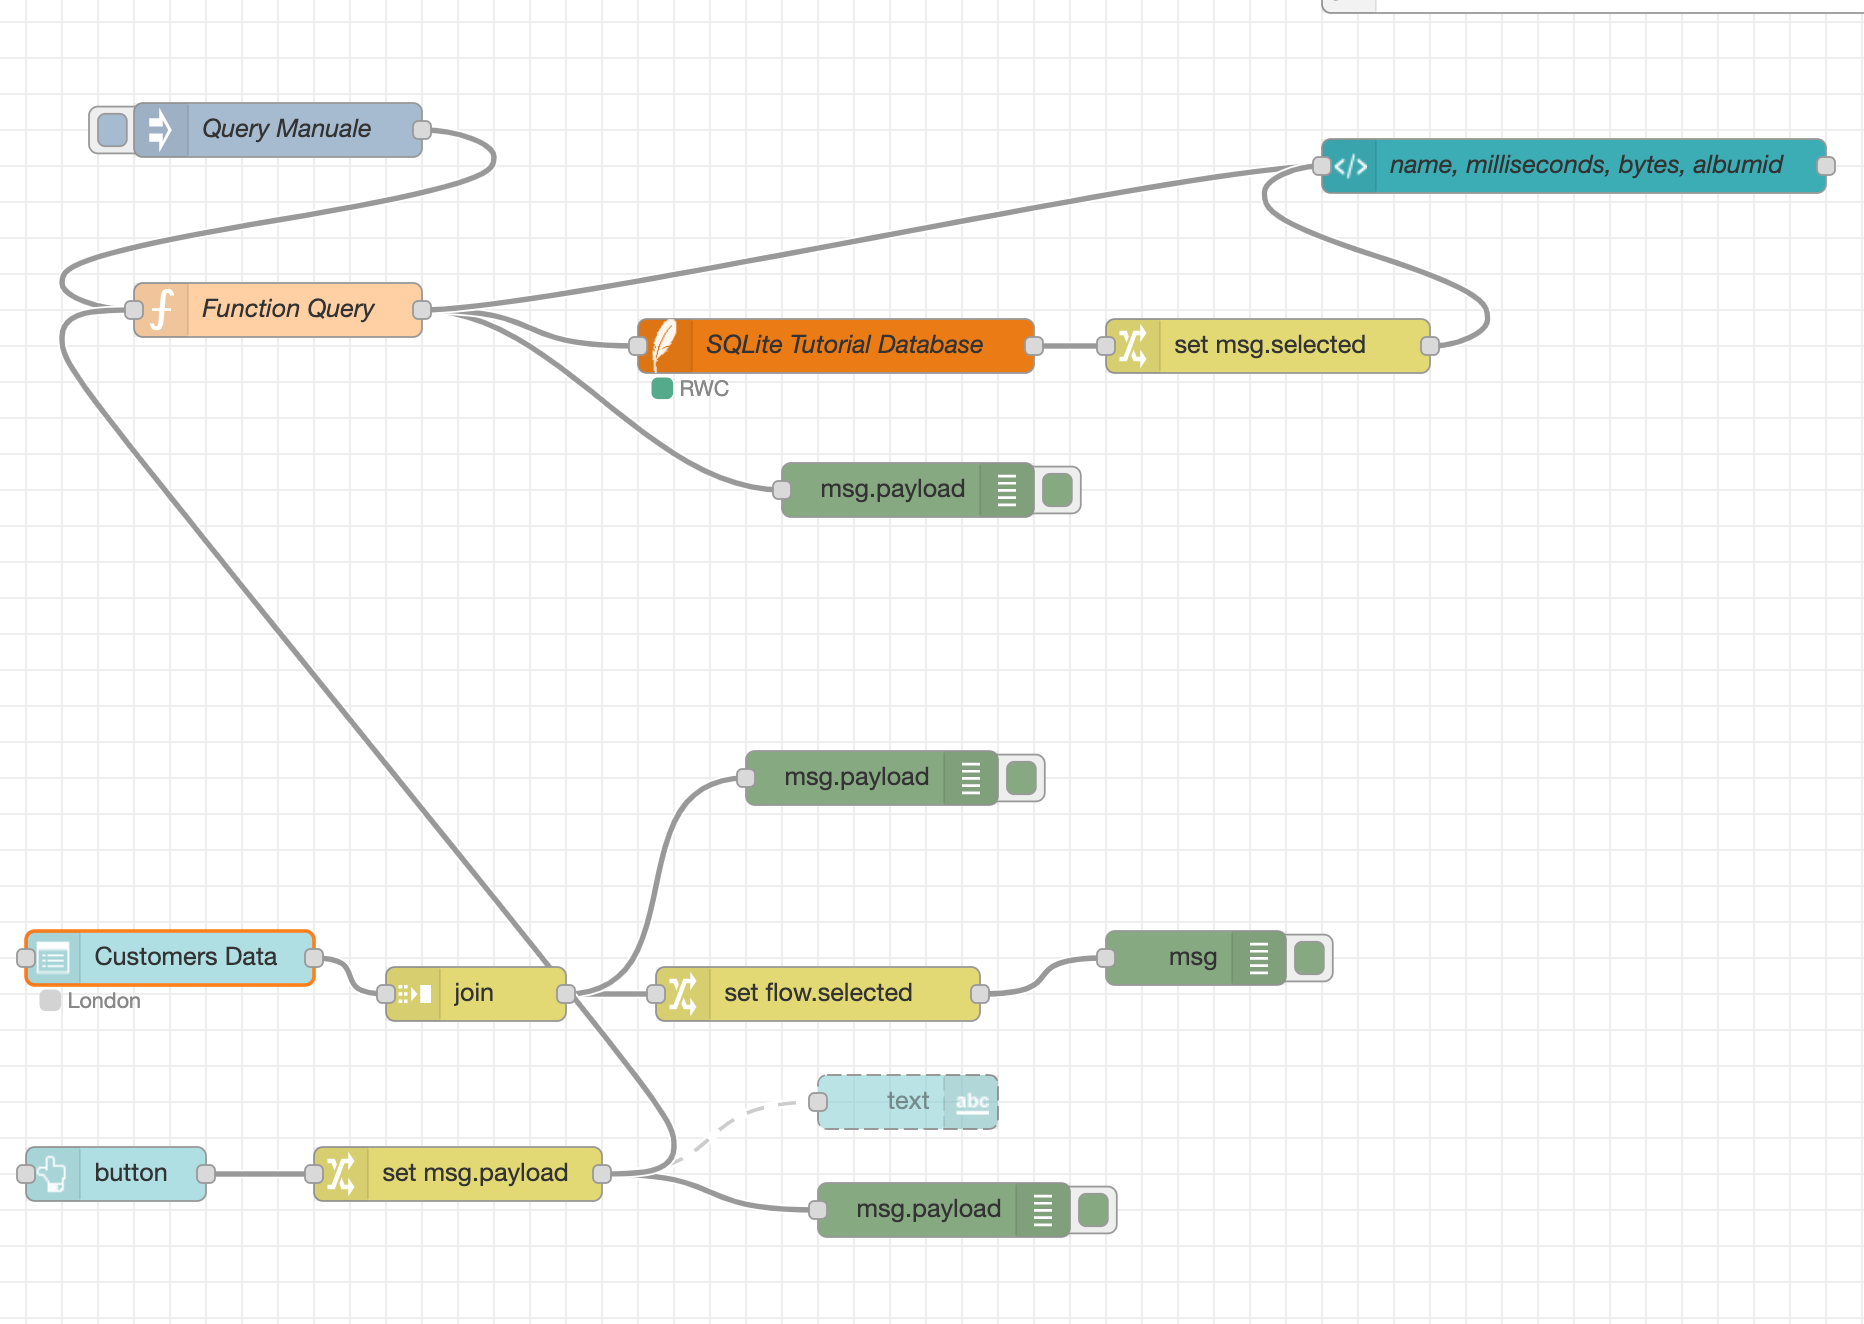 Query Manuale
name, milliseconds, bytes, albumid
Function Query
SQLite Tutorial Database
set msg.selected
RWC
msg.payload
msg.payload
Customers Data
msg
join
set flow.selected
London
text
abc
button
set msg.payload
msg.payload